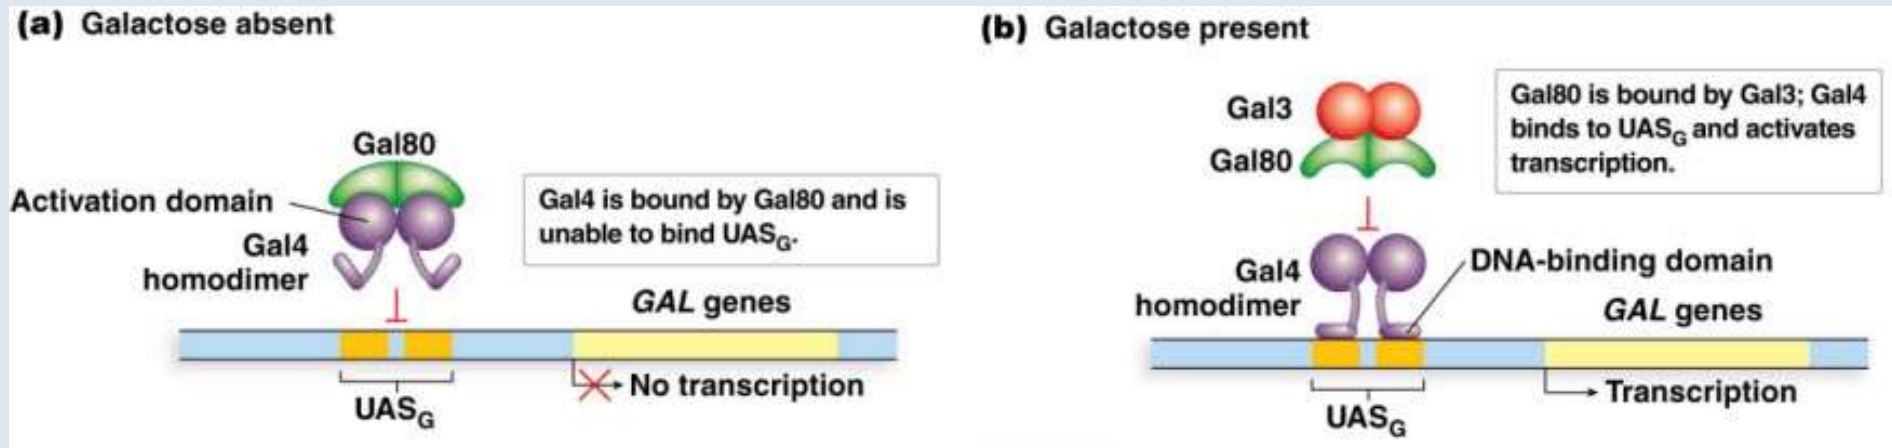 (a) Galactose absent
Gal80
Activation domain
Gal4
homodimer
Gal4 is bound by Gal80 and is
unable to bind UASG.
GAL genes
No transcription
UASG
(b) Galactose present
Gal3
Gal80
Gal80 is bound by Gal3; Gal4
binds to UASG and activates
transcription.
Gal4
homodimer
DNA-binding domain
GAL genes
Transcription
UASG